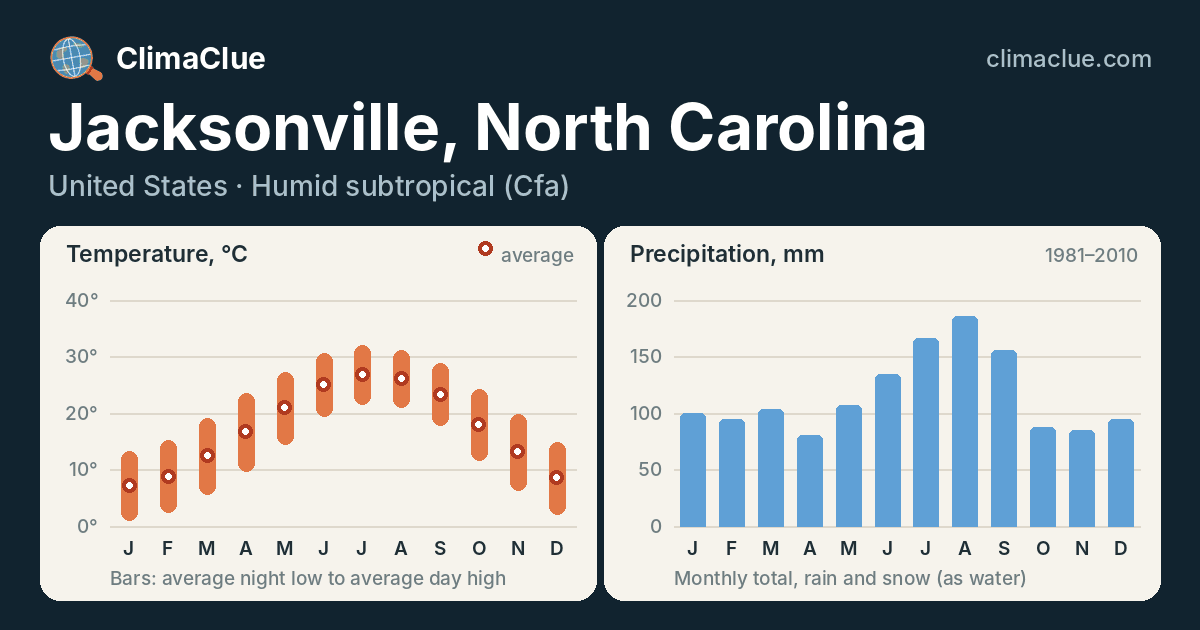 ClimaClue
climaclue.com
Jacksonville, North Carolina
United States · Humid subtropical (Cfa)
Temperature, °C
average
40°
30°
20°
10°
0°
J F M A M J J A S O N D
Bars: average night low to average day high
Precipitation, mm
1981–2010
200
150
100
50
0
J F M A M J J A S O N D
Monthly total, rain and snow (as water)